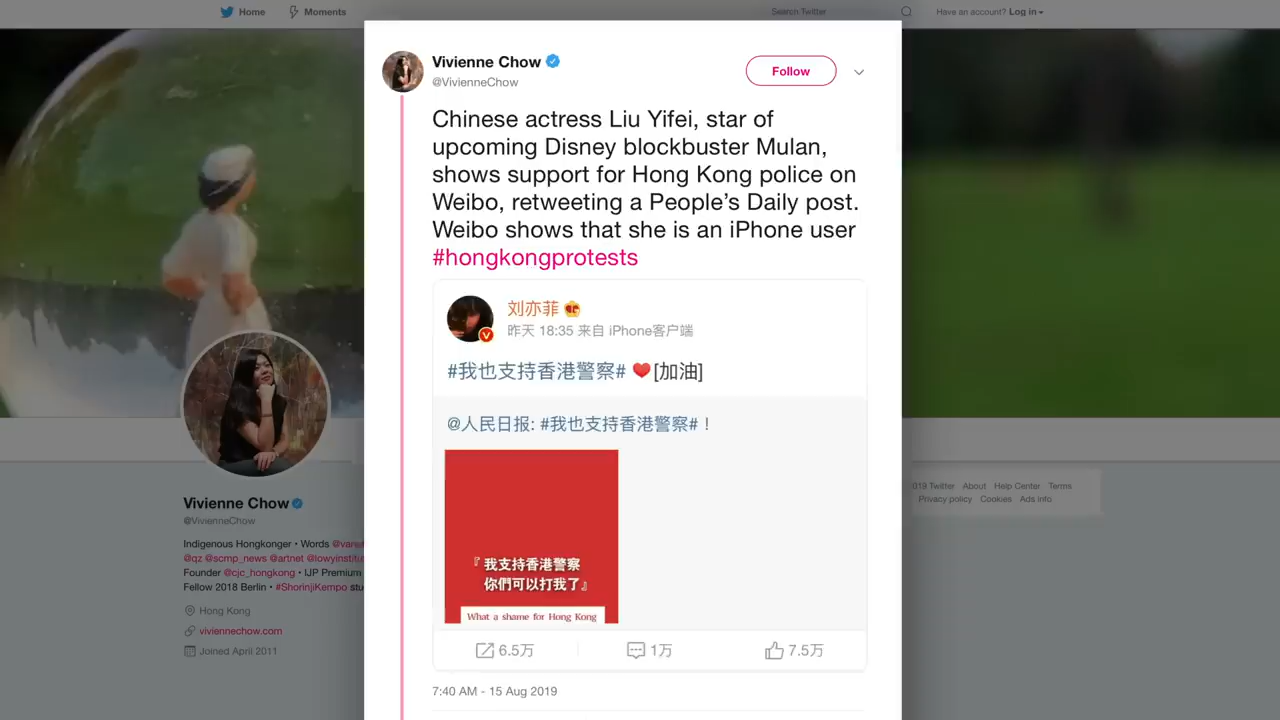 Home
Moments
Search Twitter
Have an account? Log in
Vivienne Chow
@VivienneChow
Follow
Chinese actress Liu Yifei, star of
upcoming Disney blockbuster Mulan,
shows support for Hong Kong police on
Weibo, retweeting a People's Daily post.
Weibo shows that she is an iPhone user
#hongkongprotests
刘亦菲
昨天 18:35 来自 iPhone客户端
#我也支持香港警察# ❤[加油]
@人民日报: #我也支持香港警察#！
『我支持香港警察
你們可以打我了』
What a shame for Hong Kong
6.5万
1万
7.5万
7:40 AM - 15 Aug 2019
Vivienne Chow
@VivienneChow
Indigenous Hongkonger • Words
@qz @scmp_news @artnet
Founder @cjc_hongkong • IJP Premium
Fellow 2018 Berlin • #ShorinjiKempo
Hong Kong
viviennechow.com
Joined April 2011
Twitter About Help Center Terms
Privacy policy Cookies Ads info